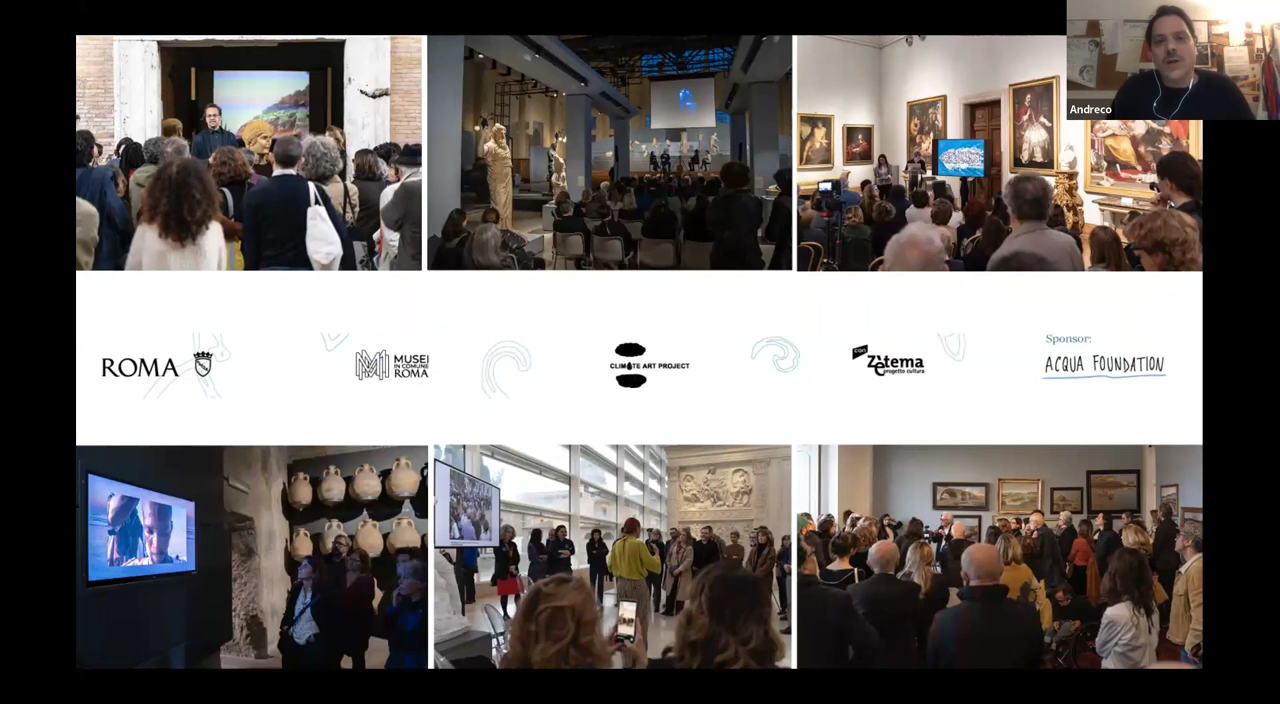 Andreco
Sponsor:
ROMA
MUSEI
IN COMUNE
ROMA
CLIMATE ART PROJECT
con
Zètema
progetto cultura
ACQUA FOUNDATION